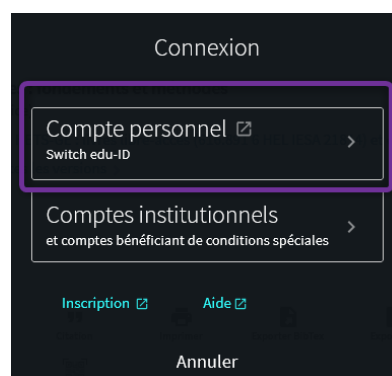 Connexion
Compte personnel
Switch edu-ID
Comptes institutionnels
et comptes bénéficiant de conditions spéciales
Inscription Aide
Annuler